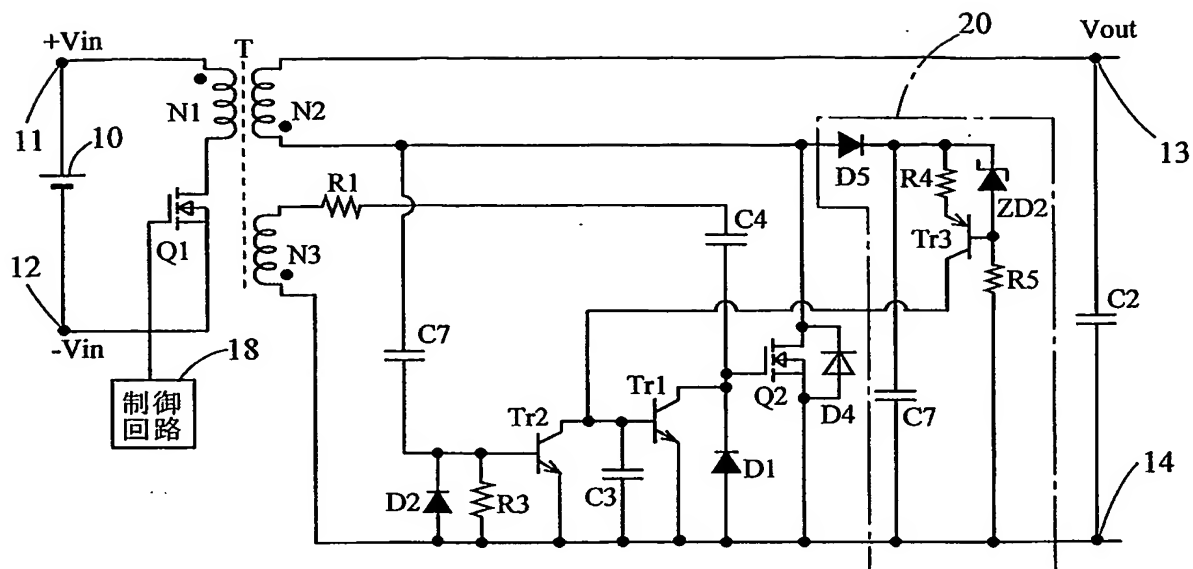 20
+Vin
T
Vout
11
10
N1
N2
13
R1
D5
R4
ZD2
C4
Q1
N3
Tr3
R5
12
C2
-Vin
C7
18
Q2
制御
回路
Tr1
D4
C7
Tr2
14
D1
D2
R3
C3